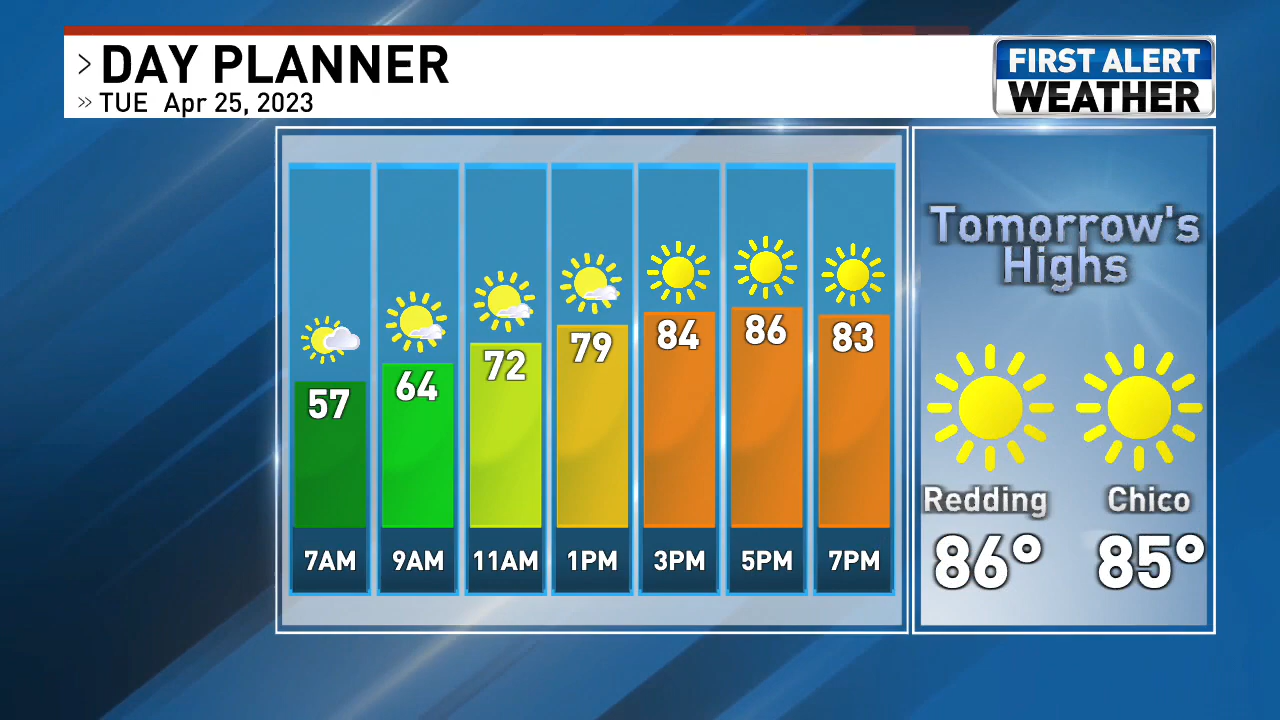 > DAY PLANNER
» TUE Apr 25, 2023
FIRST ALERT
WEATHER
57 64 72 79 84 86 83
7AM 9AM 11AM 1PM 3PM 5PM 7PM
Tomorrow's
Highs
Redding Chico
86° 85°